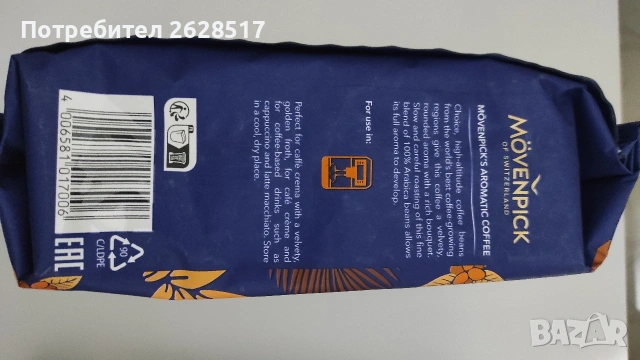 Потребител 2628517
MÖVENPICK
OF SWITZERLAND
MÖVENPICK'S AROMATIC COFFEE
Choice, high-altitude coffee beans
from the world's best coffee-growing
regions give this coffee a velvety,
rounded aroma with a rich bouquet.
Slow and careful roasting of this fine
blend of 100% Arabica beans allows
its full aroma to develop.
For use in:
Perfect for caffè crema with a velvety,
golden froth, for café crème and
for coffee-based drinks such as
cappuccino and latte macchiato. Store
in a cool, dry place.
4 006581 017006
90
C/LDPE
EAC
BAZAR